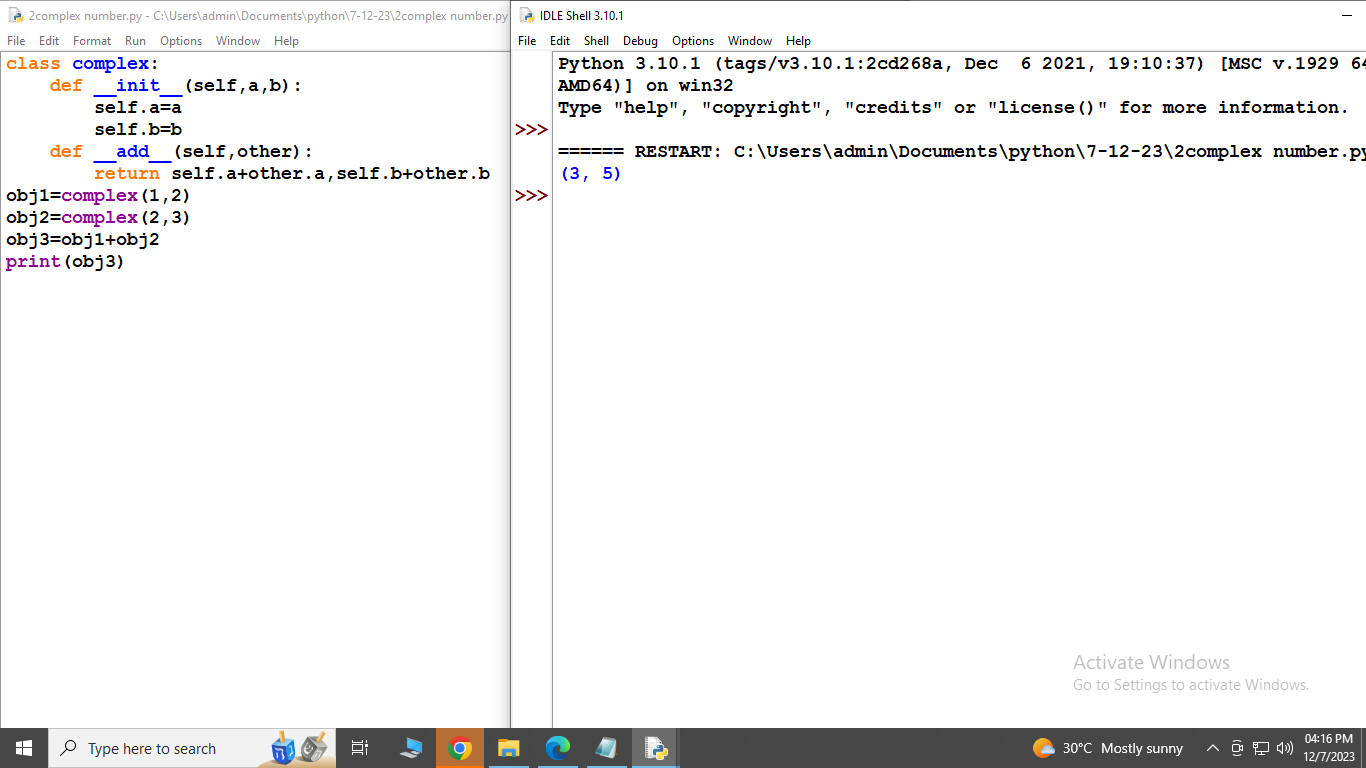 2complex number.py - C:\Users\admin\Documents\python\7-12-23\2complex number.py
File Edit Format Run Options Window Help
class complex:
    def __init__(self,a,b):
        self.a=a
        self.b=b
    def __add__(self,other):
        return self.a+other.a,self.b+other.b
obj1=complex(1,2)
obj2=complex(2,3)
obj3=obj1+obj2
print(obj3)
IDLE Shell 3.10.1
File Edit Shell Debug Options Window Help
Python 3.10.1 (tags/v3.10.1:2cd268a, Dec  6 2021, 19:10:37) [MSC v.1929 64
AMD64)] on win32
Type "help", "copyright", "credits" or "license()" for more information.
>>>
====== RESTART: C:\Users\admin\Documents\python\7-12-23\2complex number.py
(3, 5)
>>>
Activate Windows
Go to Settings to activate Windows.
Type here to search
30°C Mostly sunny
04:16 PM
12/7/2023